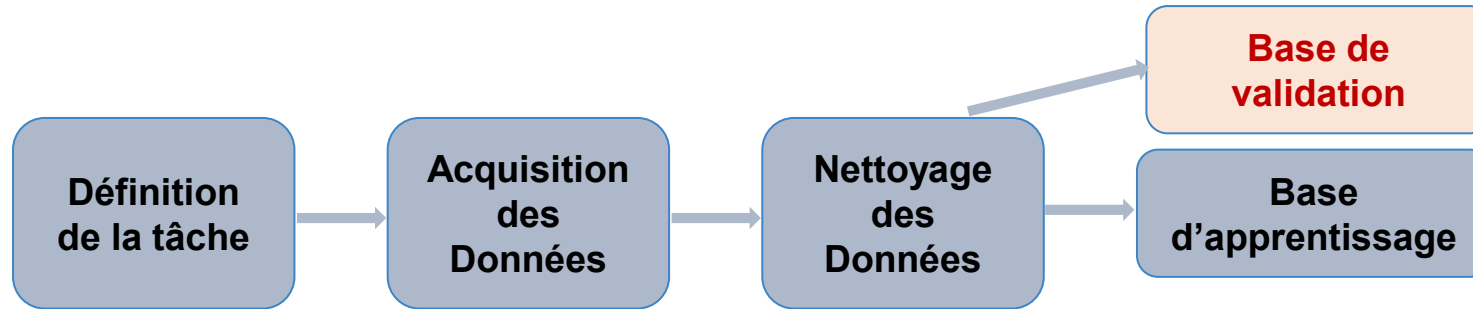 Définition
de la tâche
Acquisition
des
Données
Nettoyage
des
Données
Base de
validation
Base
d’apprentissage